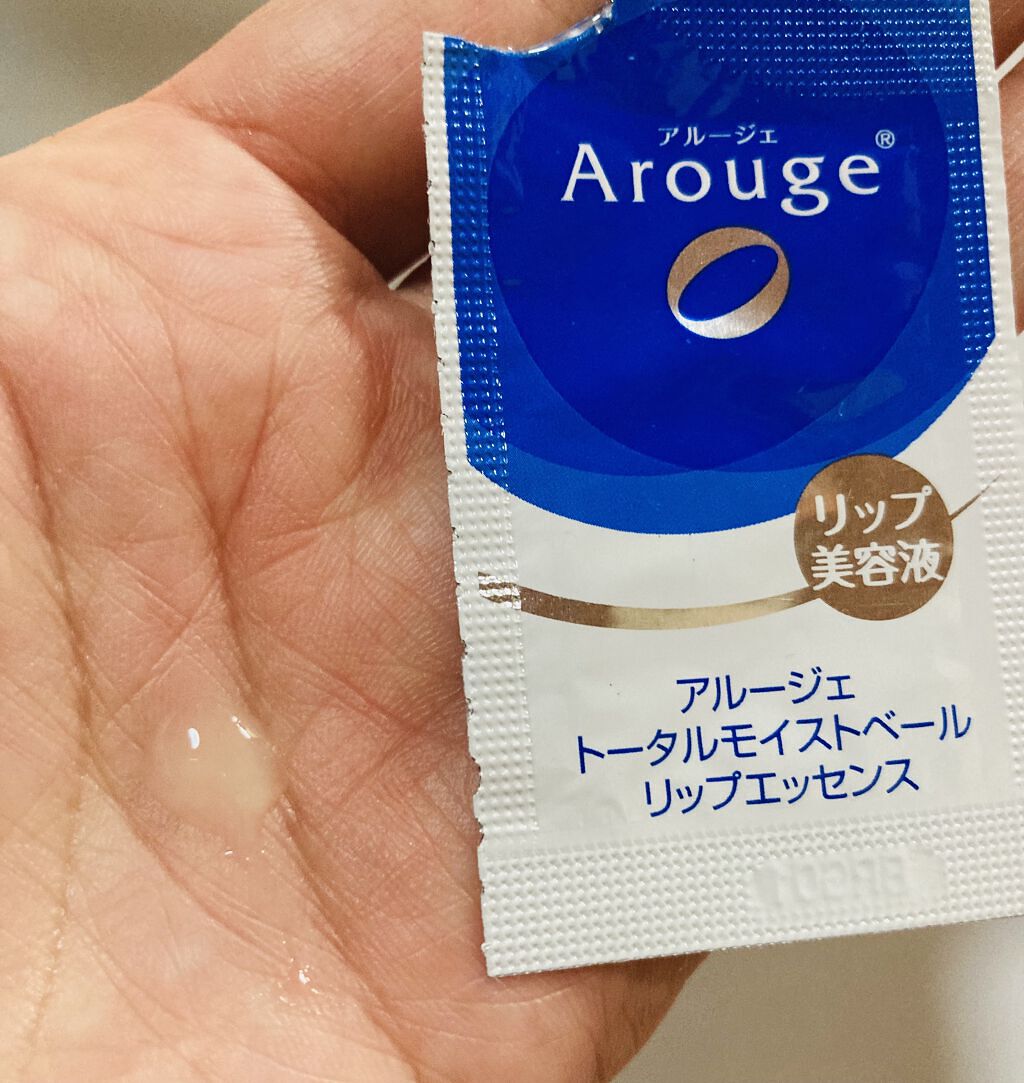 アルージェ
Arouge®
リップ
美容液
アルージェ
トータルモイストベール
リップエッセンス